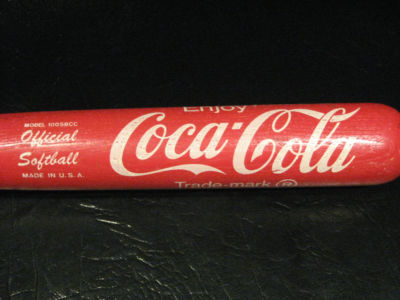 MODEL 100SBCC
Official
Softball
MADE IN U.S.A.
Enjoy
Coca-Cola
Trade-mark ®